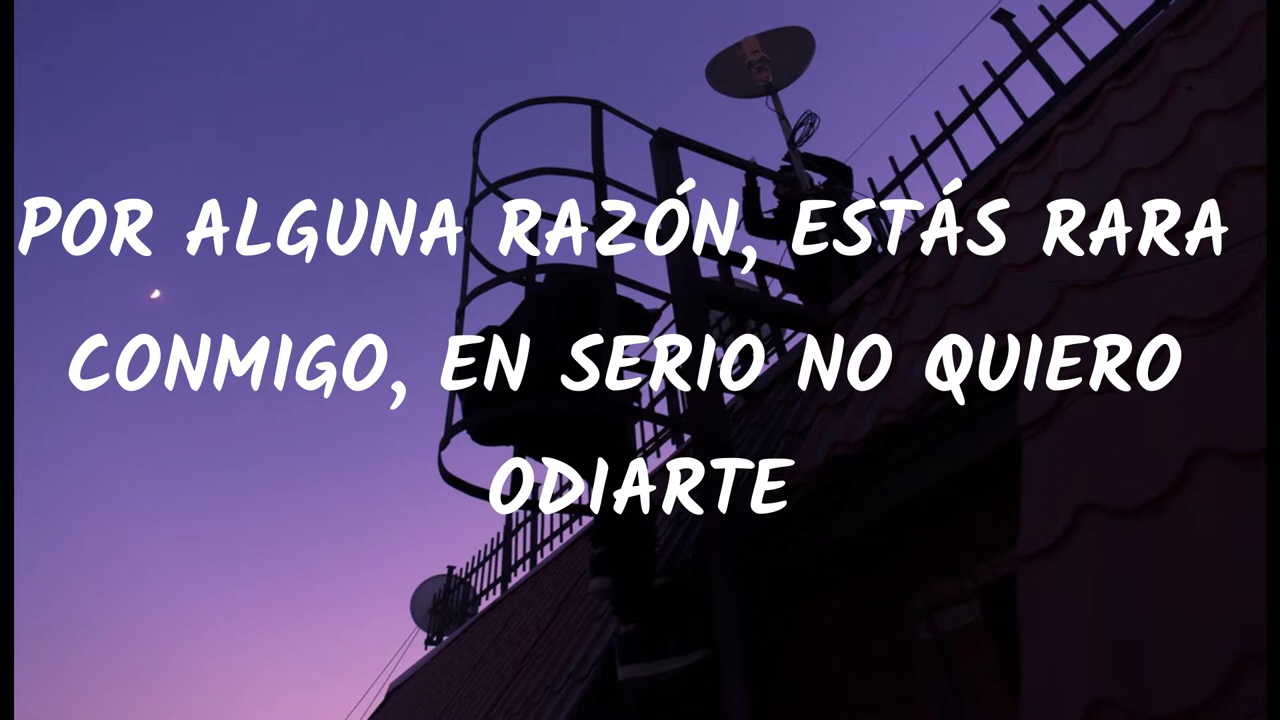 POR ALGUNA RAZÓN, ESTÁS RARA
CONMIGO, EN SERIO NO QUIERO
ODIARTE